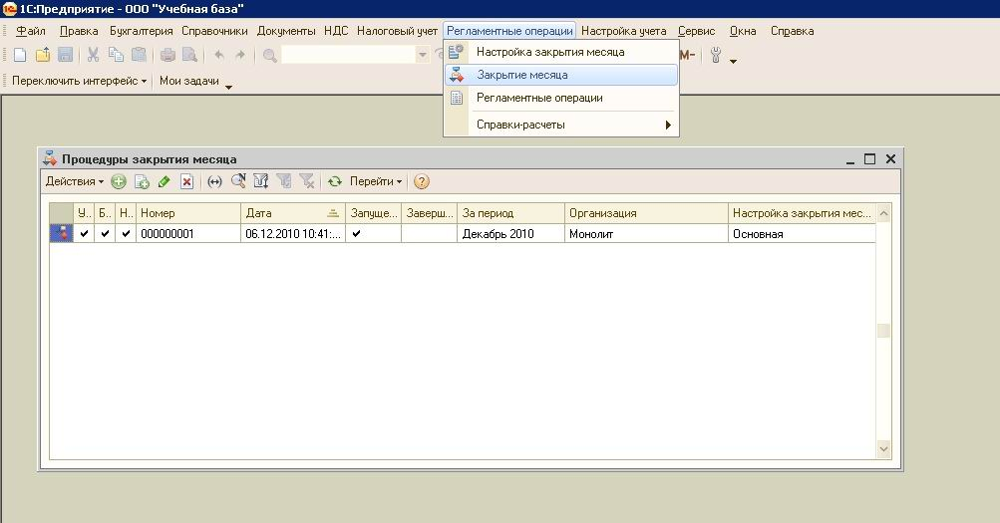 1С:Предприятие - ООО "Учебная база"
Файл Правка Бухгалтерия Справочники Документы НДС Налоговый учет Регламентные операции Настройка учета Сервис Окна Справка
M-
Настройка закрытия месяца
Переключить интерфейс Мои задачи
Закрытие месяца
Регламентные операции
Справки-расчеты
Процедуры закрытия месяца
Действия Перейти
У.. Б.. Н.. Номер Дата Запуще... Заверш... За период Организация Настройка закрытия мес...
000000001 06.12.2010 10:41:... Декабрь 2010 Монолит Основная